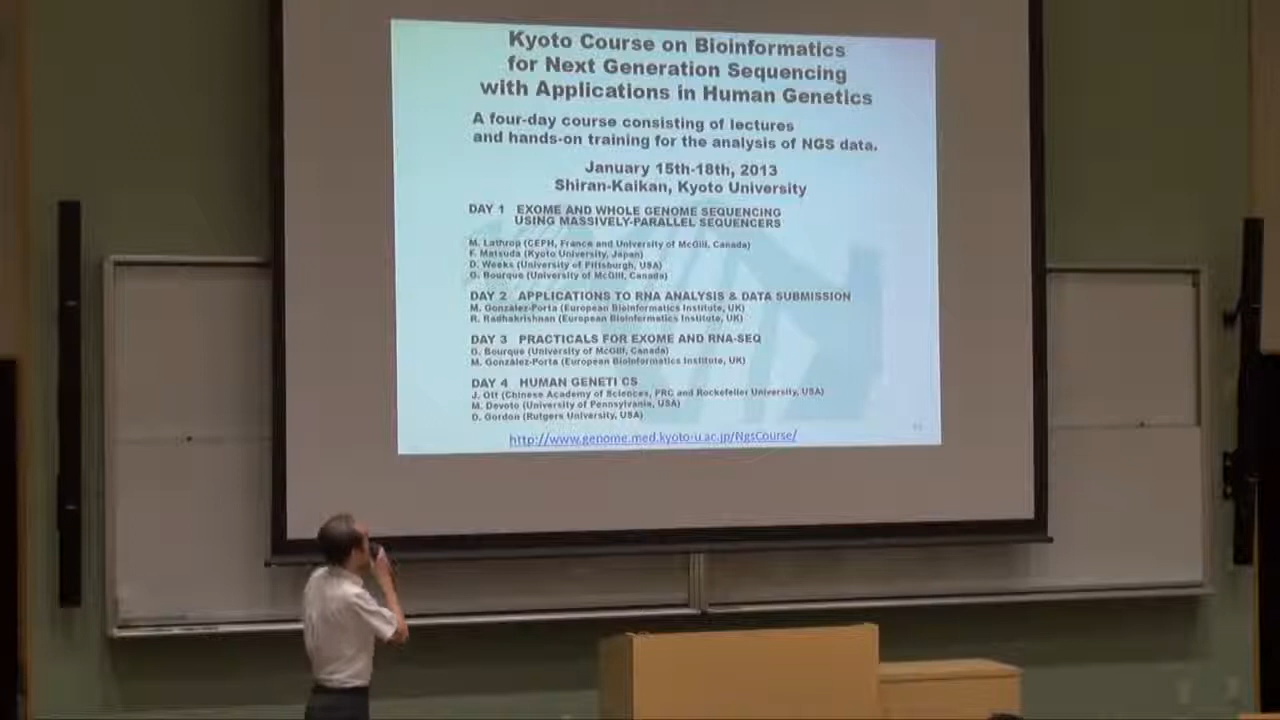 Kyoto Course on Bioinformatics
for Next Generation Sequencing
with Applications in Human Genetics
A four-day course consisting of lectures
and hands-on training for the analysis of NGS data.
January 15th-18th, 2013
Shiran-Kaikan, Kyoto University
DAY 1 EXOME AND WHOLE GENOME SEQUENCING
USING MASSIVELY-PARALLEL SEQUENCERS
M. Lathrop (CEPH, France and University of McGill, Canada)
F. Matsuda (Kyoto University, Japan)
D. Weeks (University of Pittsburgh, USA)
G. Bourque (University of McGill, Canada)
DAY 2 APPLICATIONS TO RNA ANALYSIS & DATA SUBMISSION
M. Gonzàlez-Porta (European Bioinformatics Institute, UK)
R. Radhakrishnan (European Bioinformatics Institute, UK)
DAY 3 PRACTICALS FOR EXOME AND RNA-SEQ
G. Bourque (University of McGill, Canada)
M. Gonzàlez-Porta (European Bioinformatics Institute, UK)
DAY 4 HUMAN GENETI CS
J. Ott (Chinese Academy of Sciences, PRC and Rockefeller University, USA)
M. Devoto (University of Pennsylvania, USA)
D. Gordon (Rutgers University, USA)
http://www.genome.med.kyoto-u.ac.jp/NgsCourse/